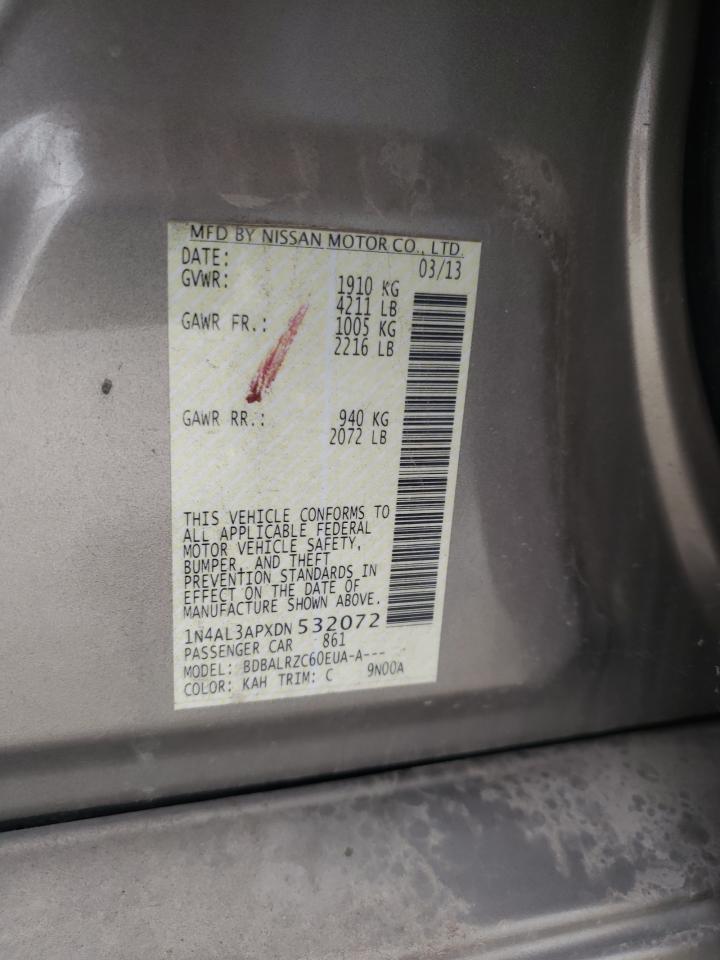 MFD BY NISSAN MOTOR CO., LTD.
DATE: 03/13
GVWR: 1910 KG
4211 LB
GAWR FR.: 1005 KG
2216 LB
GAWR RR.: 940 KG
2072 LB
THIS VEHICLE CONFORMS TO
ALL APPLICABLE FEDERAL
MOTOR VEHICLE SAFETY,
BUMPER, AND THEFT
PREVENTION STANDARDS IN
EFFECT ON THE DATE OF
MANUFACTURE SHOWN ABOVE.
1N4AL3APXDN532072
PASSENGER CAR 861
MODEL: BDBALRZC60EUA-A---
COLOR: KAH TRIM: C 9N00A